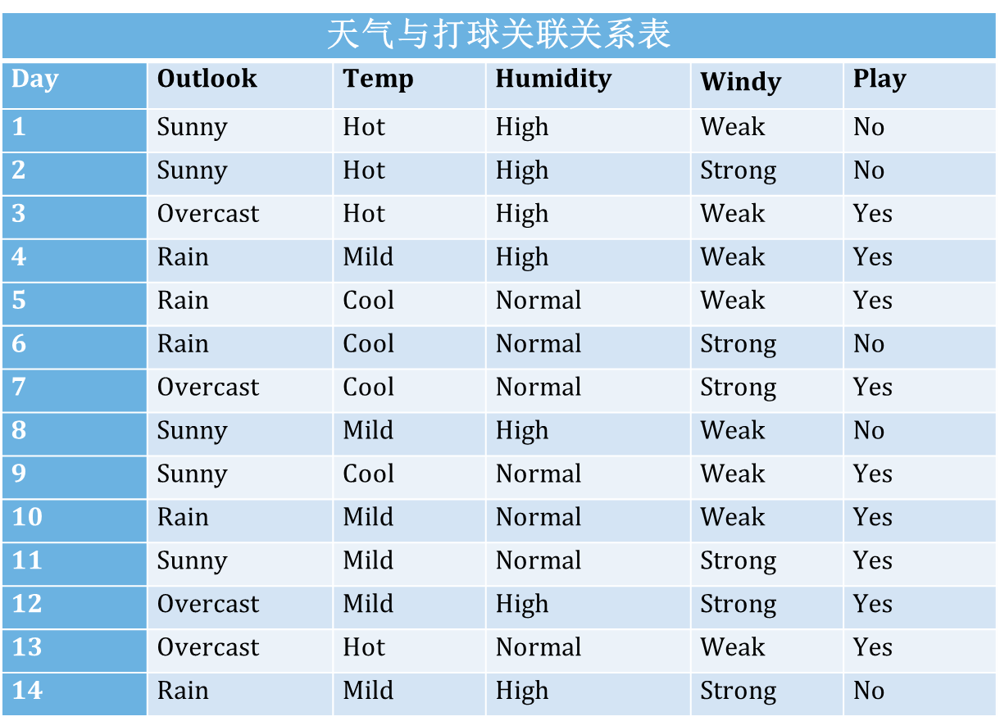 天气与打球关联关系表
Day Outlook Temp Humidity Windy Play
1 Sunny Hot High Weak No
2 Sunny Hot High Strong No
3 Overcast Hot High Weak Yes
4 Rain Mild High Weak Yes
5 Rain Cool Normal Weak Yes
6 Rain Cool Normal Strong No
7 Overcast Cool Normal Strong Yes
8 Sunny Mild High Weak No
9 Sunny Cool Normal Weak Yes
10 Rain Mild Normal Weak Yes
11 Sunny Mild Normal Strong Yes
12 Overcast Mild High Strong Yes
13 Overcast Hot Normal Weak Yes
14 Rain Mild High Strong No